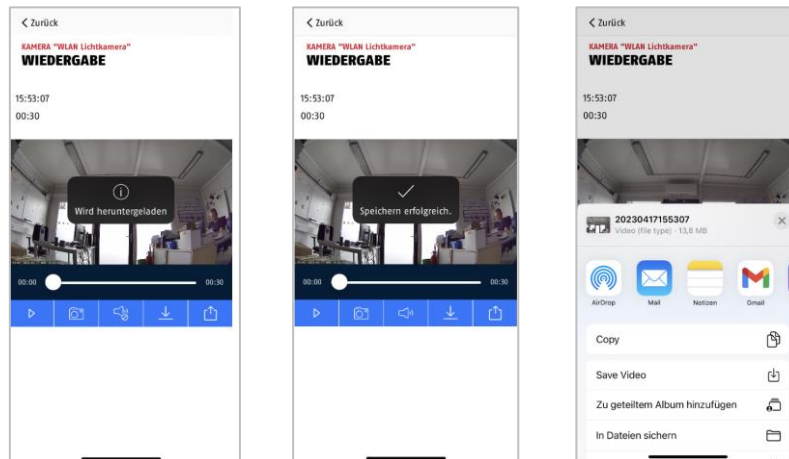 Zurück
KAMERA "WLAN Lichtkamera"
WIEDERGABE
15:53:07
00:30
Wird heruntergeladen
00:00
00:30
Zurück
KAMERA "WLAN Lichtkamera"
WIEDERGABE
15:53:07
00:30
Speichern erfolgreich.
00:00
00:30
Zurück
KAMERA "WLAN Lichtkamera"
WIEDERGABE
15:53:07
00:30
20230417155307
Video (file type) · 13,8 MB
AirDrop Mail Notizen Gmail
Copy
Save Video
Zu geteiltem Album hinzufügen
In Dateien sichern